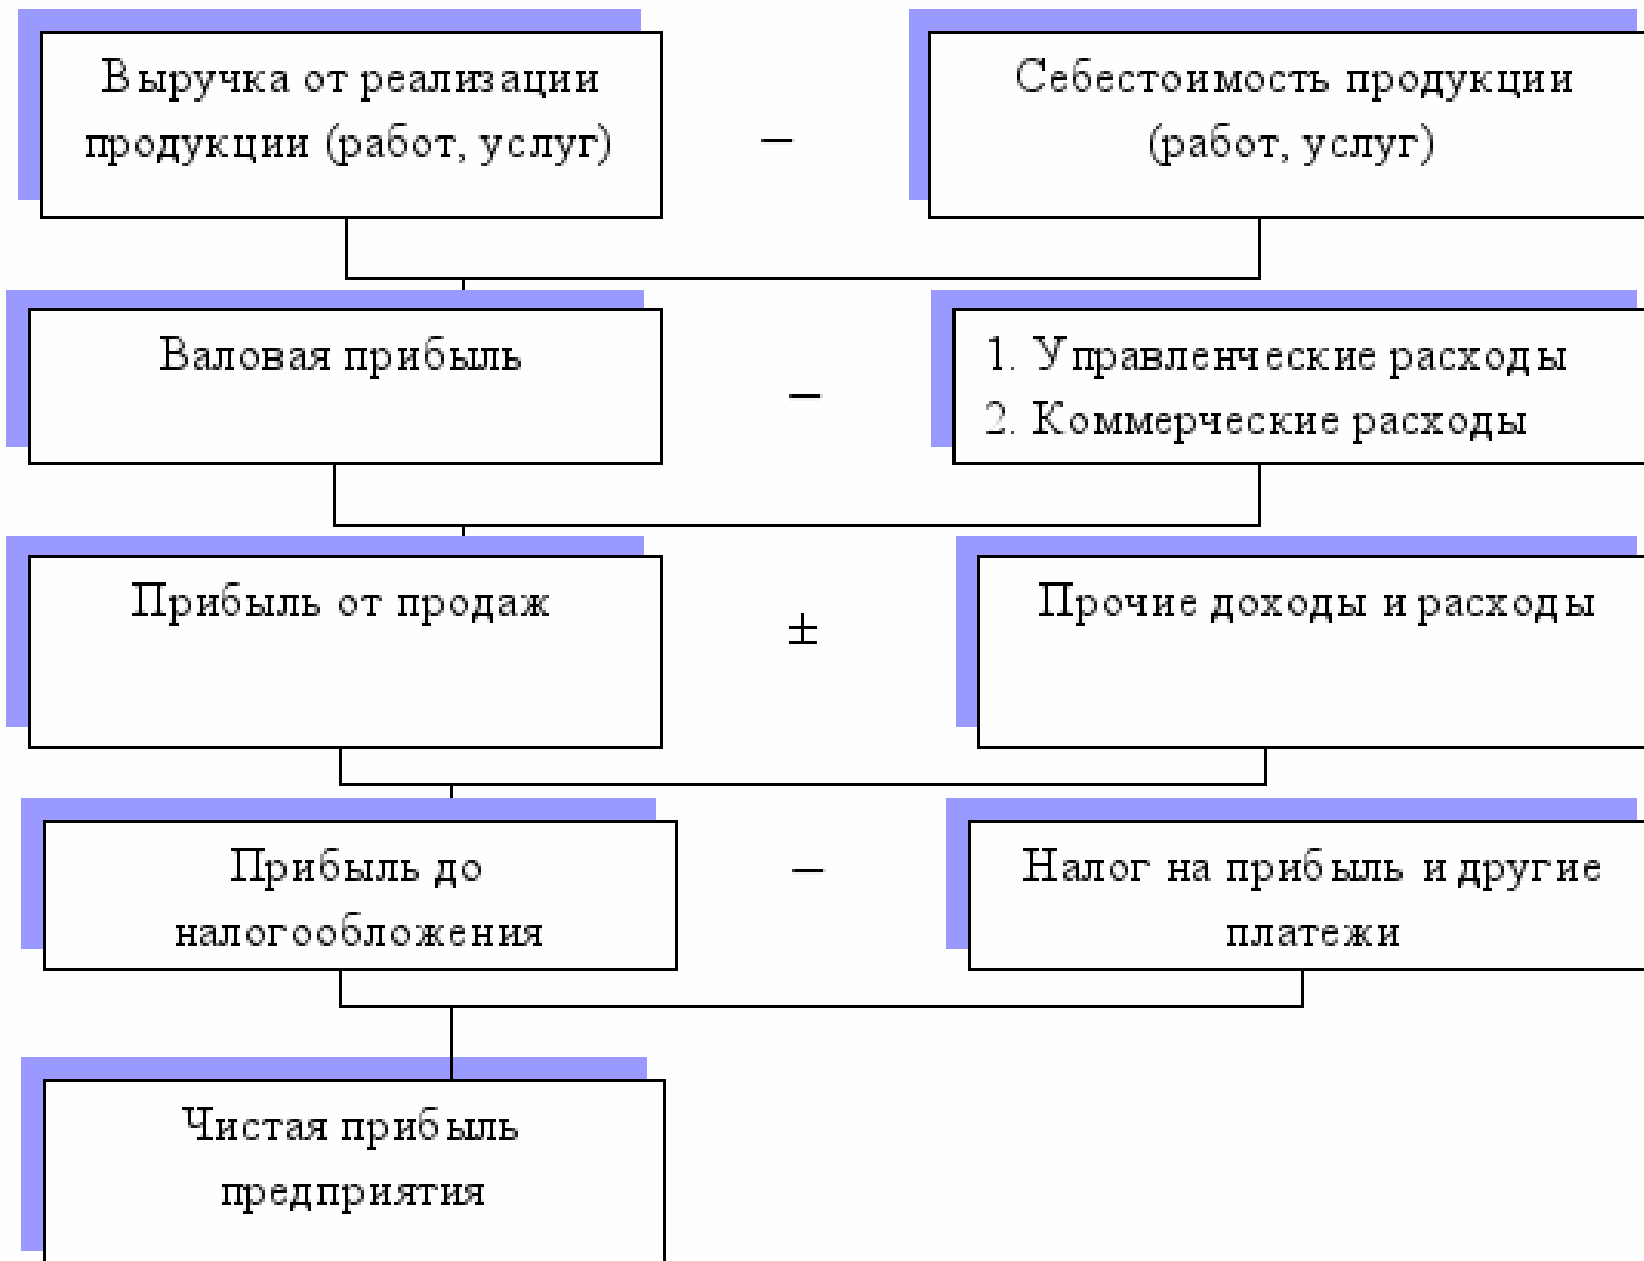 Выручка от реализации
продукции (работ, услуг)
–
Себестоимость продукции
(работ, услуг)
Валовая прибыль
–
1. Управленческие расходы
2. Коммерческие расходы
Прибыль от продаж
±
Прочие доходы и расходы
Прибыль до
налогообложения
–
Налог на прибыль и другие
платежи
Чистая прибыль
предприятия